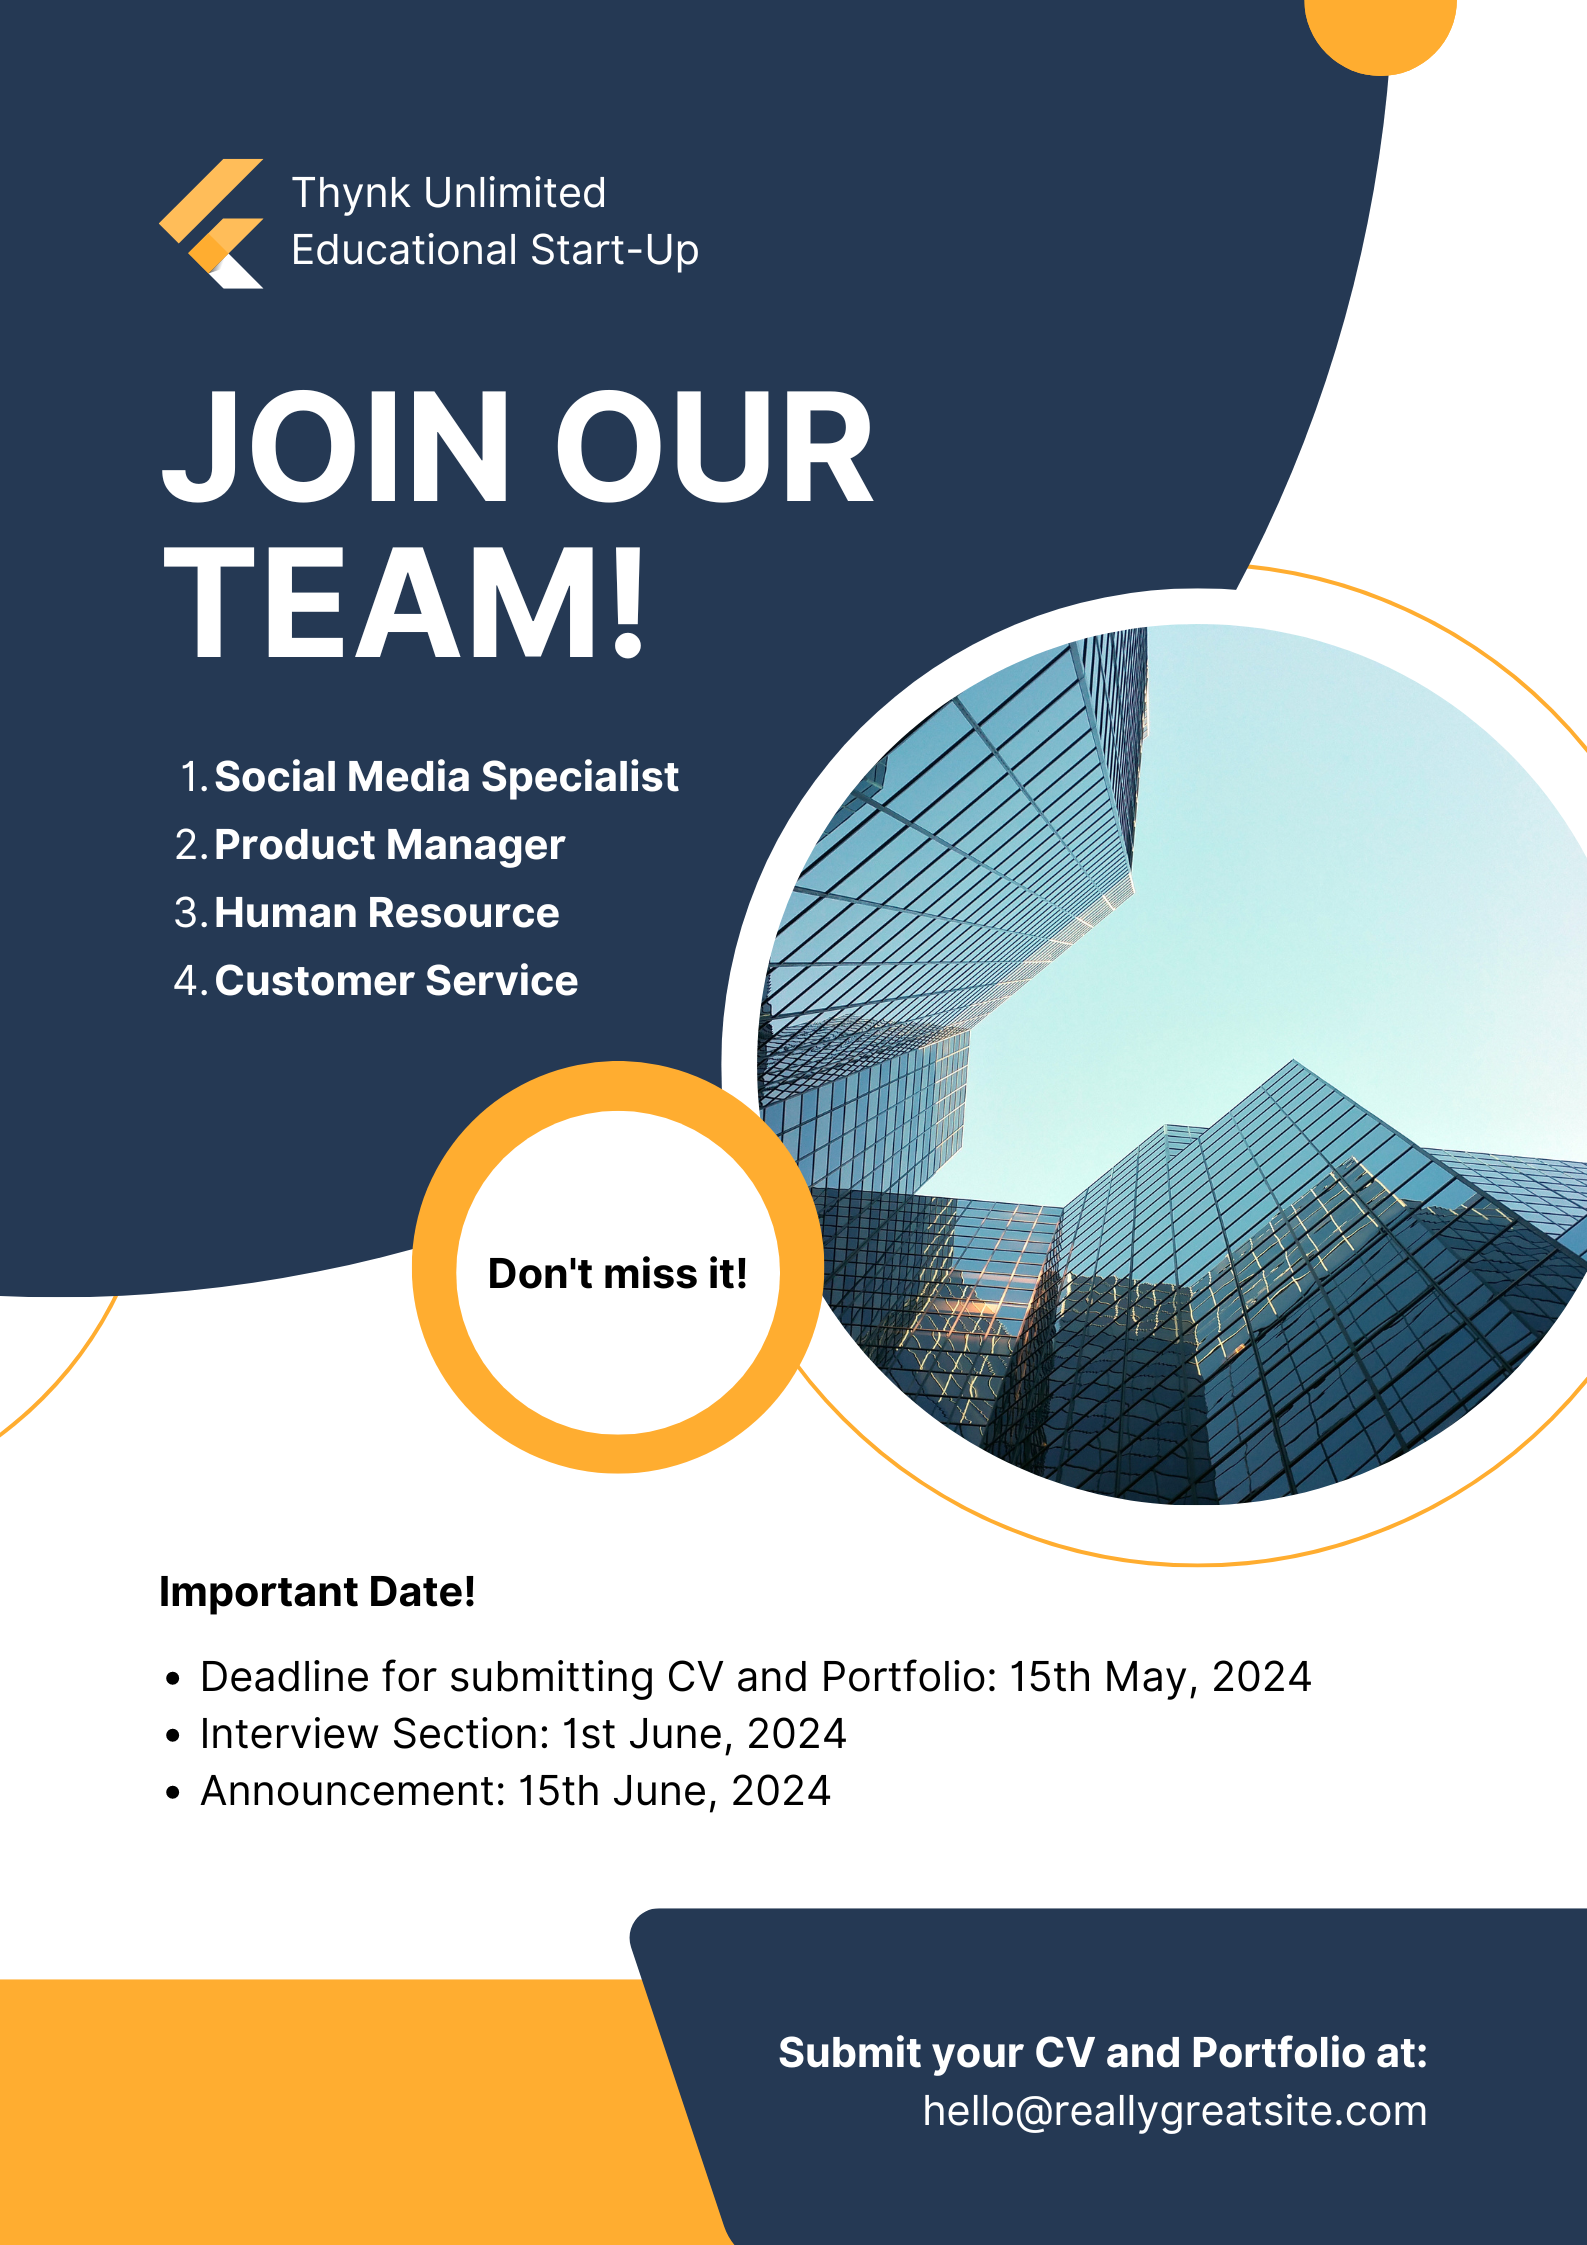 Thynk Unlimited
Educational Start-Up
JOIN OUR
TEAM!
1. Social Media Specialist
2. Product Manager
3. Human Resource
4. Customer Service
Don't miss it!
Important Date!
• Deadline for submitting CV and Portfolio: 15th May, 2024
• Interview Section: 1st June, 2024
• Announcement: 15th June, 2024
Submit your CV and Portfolio at:
hello@reallygreatsite.com